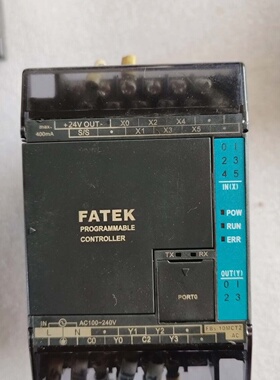 max. +24V OUT- X0 X2 X4
400mA S/S X1 X3 X5
0 1
2 3
4 5
IN(X)
FATEK
PROGRAMMABLE
CONTROLLER
POW
RUN
ERR
TX RX
PORT0
OUT(Y)
0 1
2 3
IN AC100~240V
L N Y1 Y2
C0 Y0 C2 Y3
AC